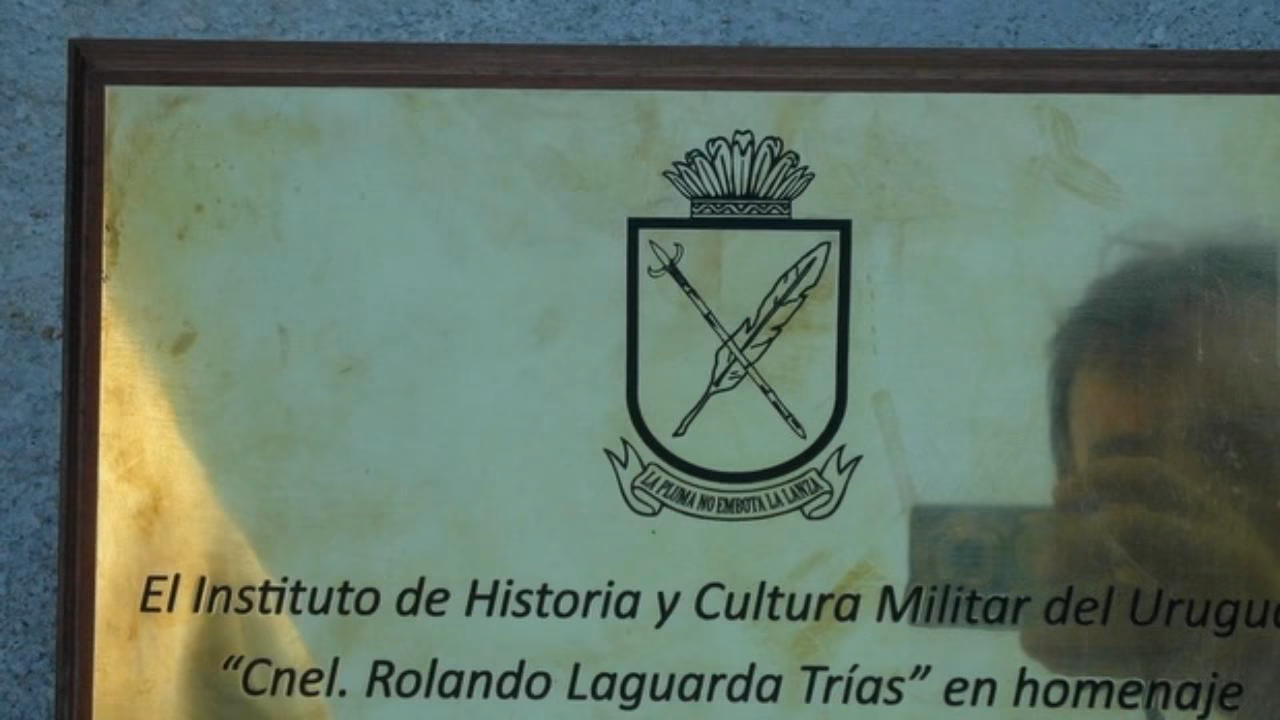 LA PLUMA NO EMBOTA LA LANZA
El Instituto de Historia y Cultura Militar del
“Cnel. Rolando Laguarda Trías” en homenaje